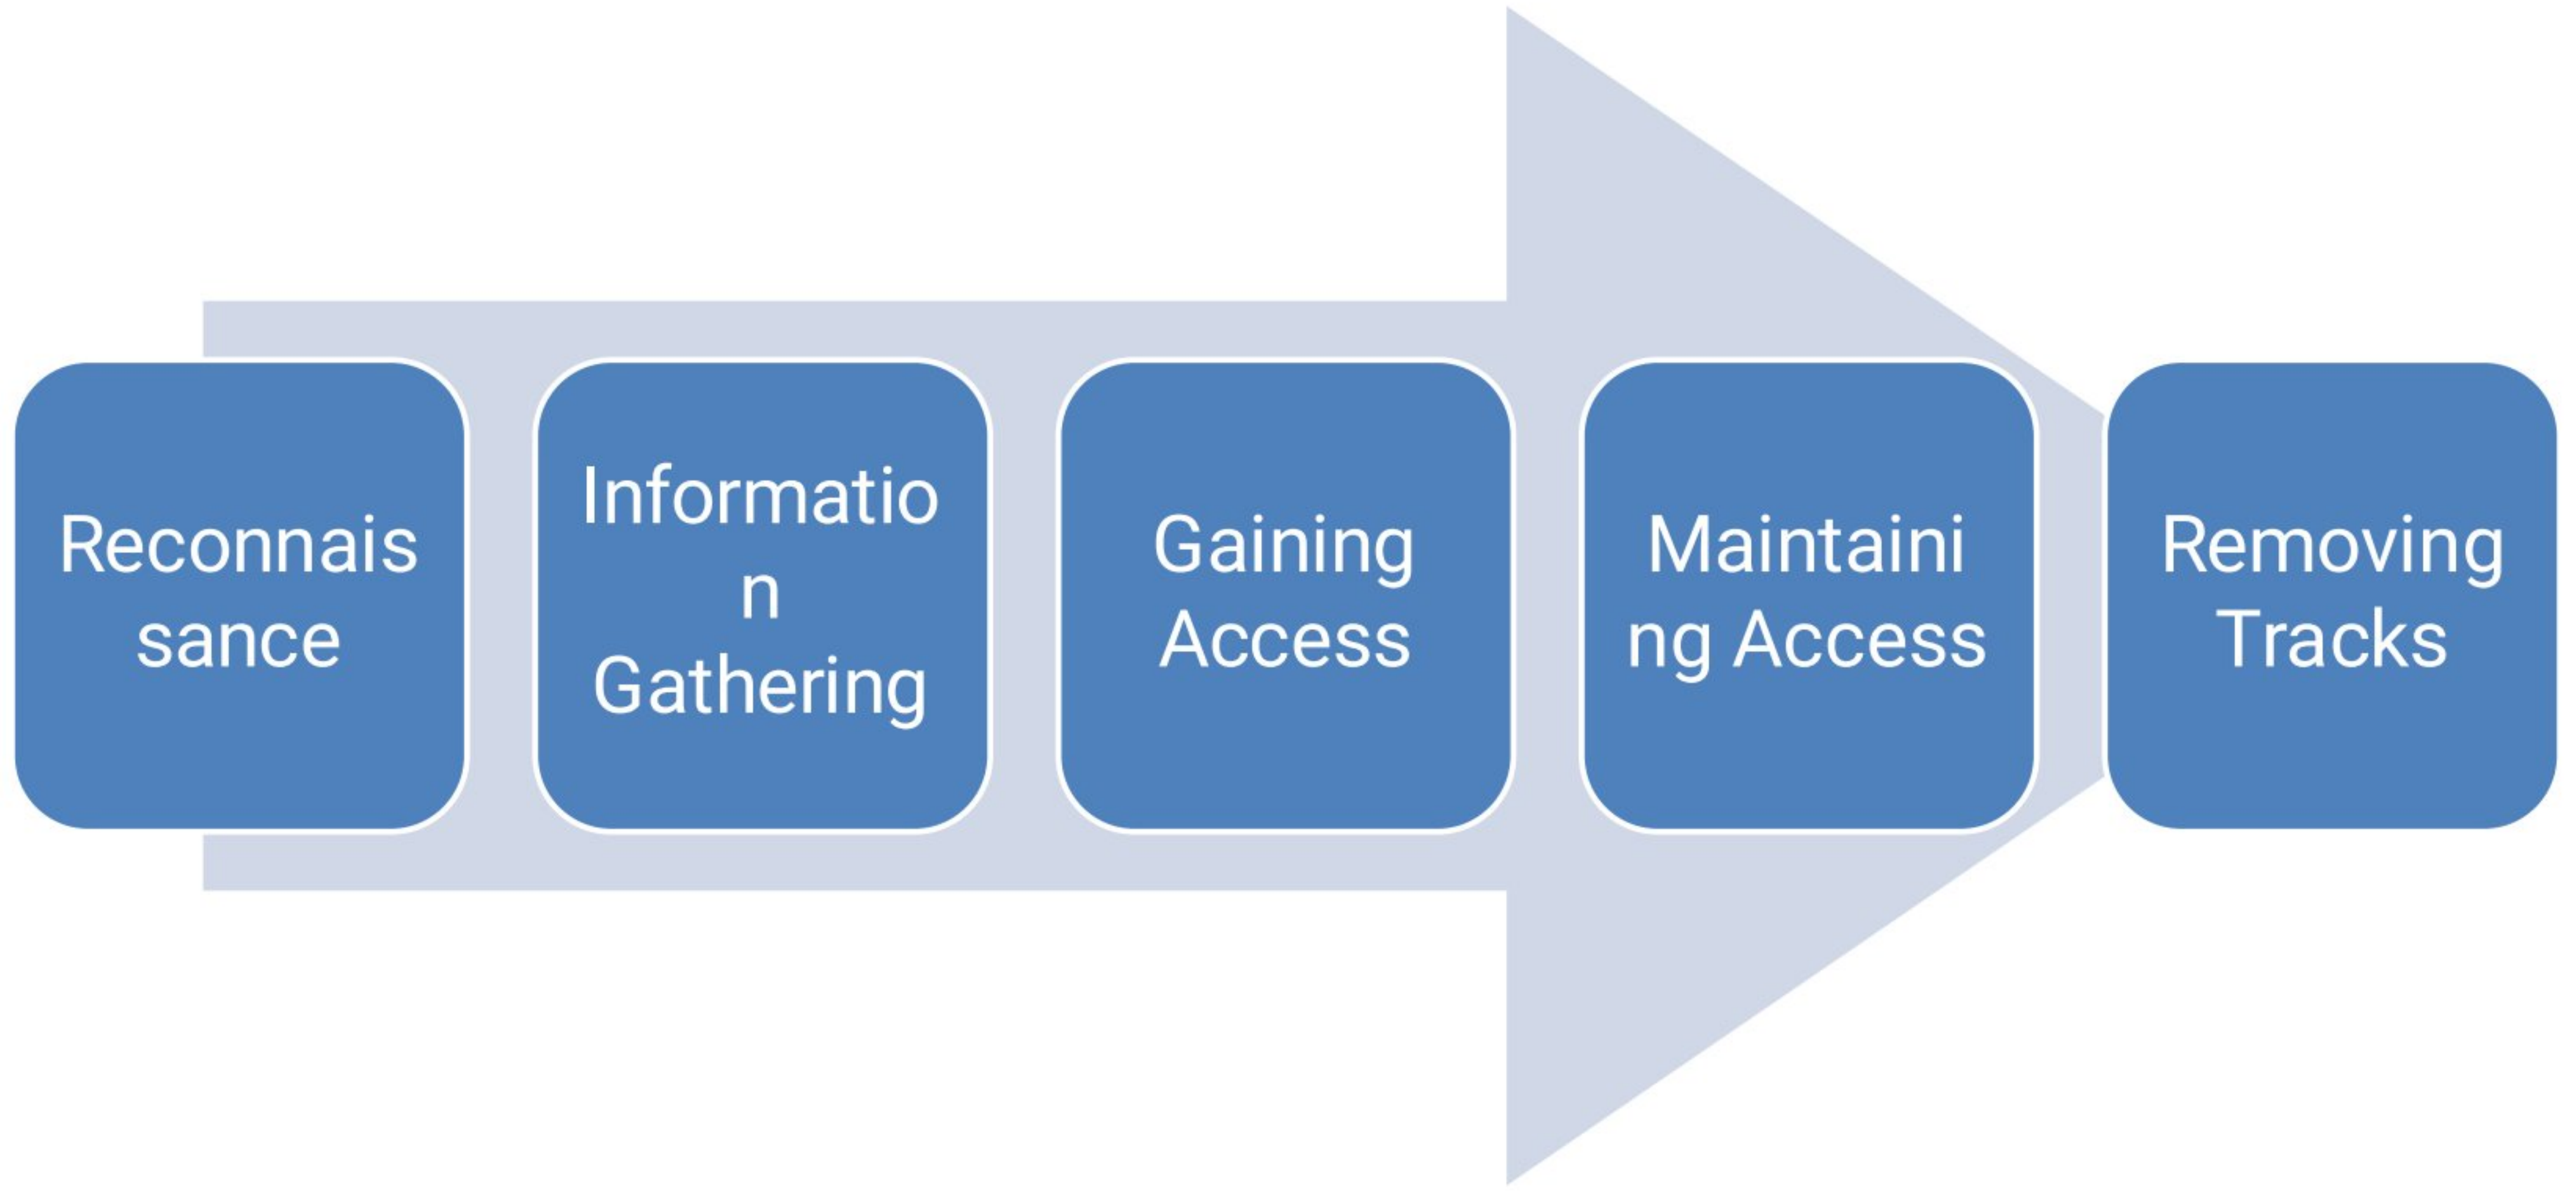 Reconnais
sance
Informatio
n
Gathering
Gaining
Access
Maintaini
ng Access
Removing
Tracks